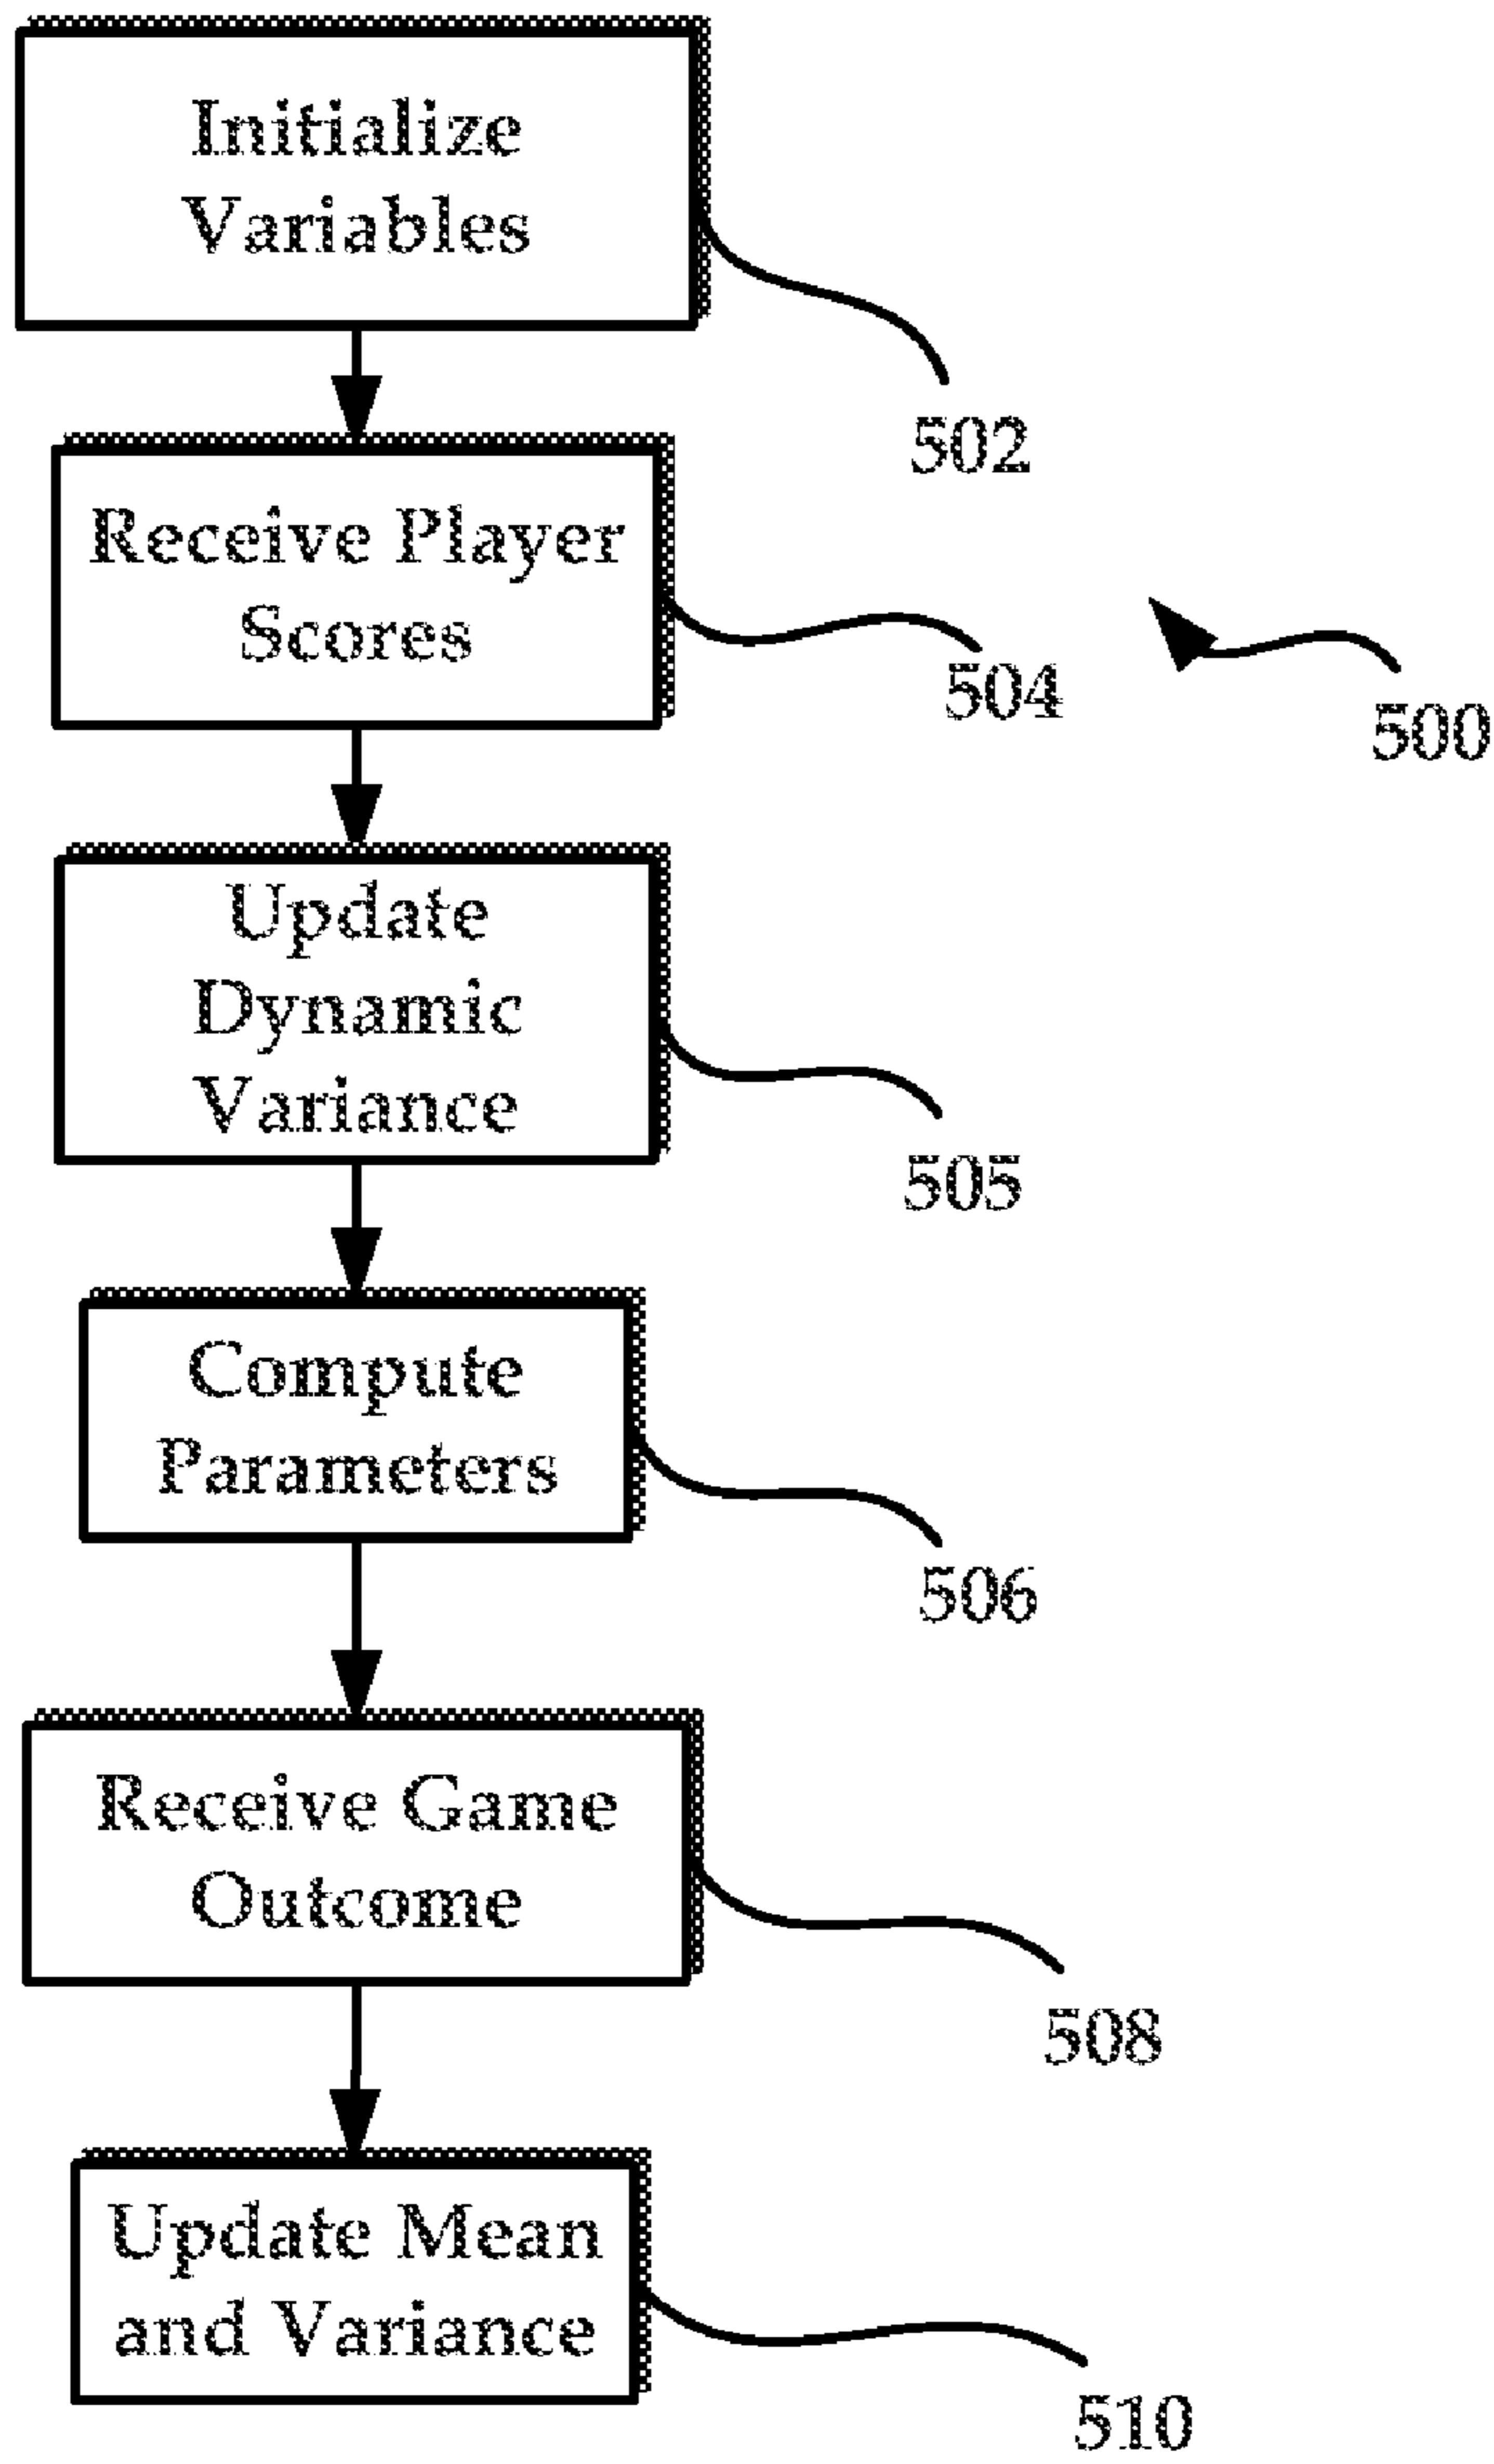 Initialize
Variables
502
Receive Player
Scores
504
500
Update
Dynamic
Variance
505
Compute
Parameters
506
Receive Game
Outcome
508
Update Mean
and Variance
510